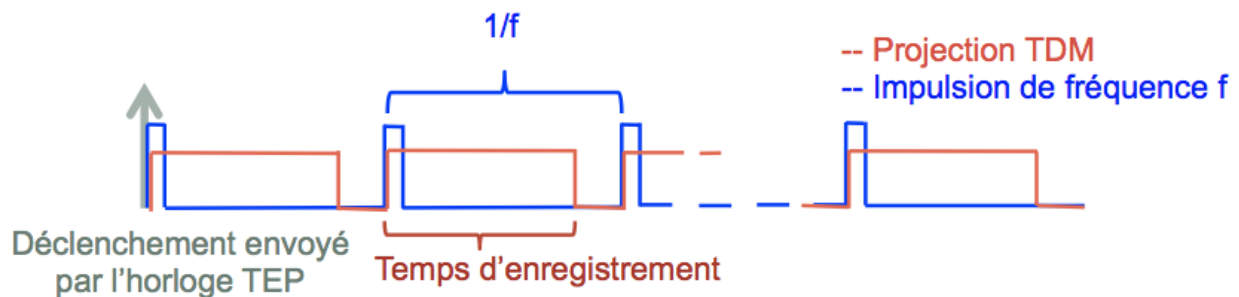 1/f
-- Projection TDM
-- Impulsion de fréquence f
Déclenchement envoyé
par l'horloge TEP
Temps d'enregistrement